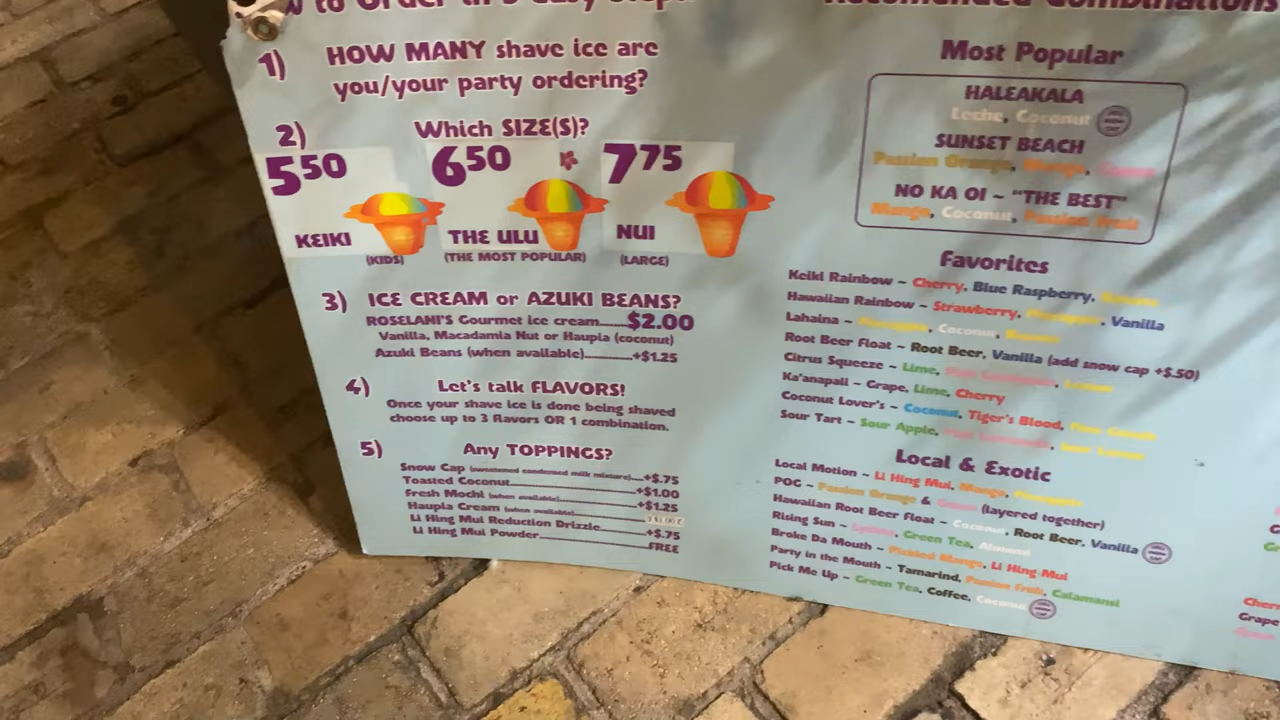 to Order in 5 Easy Steps
1) HOW MANY shave ice are
you/your party ordering?
2) Which SIZE(S)?
5 50
6 50
7 75
KEIKI
THE ULU
NUI
(KIDS)
(THE MOST POPULAR)
(LARGE)
3) ICE CREAM or AZUKI BEANS?
ROSELANI'S Gourmet ice cream......$2.00
Vanilla, Macadamia Nut or Haupia (coconut)
Azuki Beans (when available)............+$1.25
4) Let's talk FLAVORS!
Once your shave ice is done being shaved
choose up to 3 flavors OR 1 combination.
5) Any TOPPINGS?
Snow Cap (sweetened condensed milk mixture)....+$.75
Toasted Coconut....+$1.00
Fresh Mochi (when available)....+$1.25
Haupia Cream (when available)....
Li Hing Mui Reduction Drizzle....+$.75
Li Hing Mui Powder....FREE
Recomended Combinations
Most Popular
HALEAKALA
Leche, Coconut
SUNSET BEACH
Passion Orange, Mango, Guava
NO KA OI ~ "THE BEST"
Mango, Coconut, Passion fruit
Favorites
Keiki Rainbow ~ Cherry, Blue Raspberry, Banana
Hawaiian Rainbow ~ Strawberry, Pineapple, Vanilla
Lahaina ~ Pineapple, Coconut, Banana
Root Beer Float ~ Root Beer, Vanilla (add snow cap +$.50)
Citrus Squeeze ~ Lime, Pink Lemonade, Lemon
Ka'anapali ~ Grape, Lime, Cherry
Coconut Lover's ~ Coconut, Tiger's Blood, Pina Colada
Sour Tart ~ Sour Apple, Pink Lemonade, Sour Lemon
Local & Exotic
Local Motion ~ Li Hing Mui, Mango, Pineapple
POG ~ Passion Orange & Guava (layered together)
Hawaiian Root Beer Float ~ Coconut, Root Beer, Vanilla
Rising Sun ~ Lychee, Green Tea, Almond
Broke Da Mouth ~ Pickled Mango, Li Hing Mui
Party in the Mouth ~ Tamarind, Passion fruit, Calamansi
Pick Me Up ~ Green Tea, Coffee, Coconut
Grape